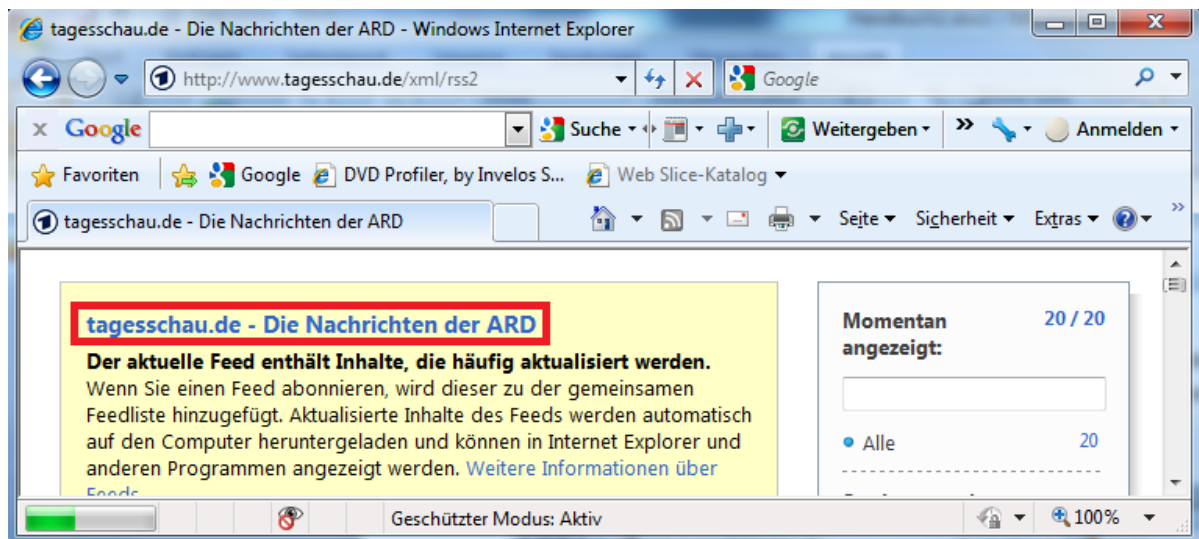 tagesschau.de - Die Nachrichten der ARD - Windows Internet Explorer
http://www.tagesschau.de/xml/rss2 Google
x Google Suche Weitergeben » Anmelden
Favoriten Google DVD Profiler, by Invelos S... Web Slice-Katalog
tagesschau.de - Die Nachrichten der ARD Seite Sicherheit Extras »
tagesschau.de - Die Nachrichten der ARD
Der aktuelle Feed enthält Inhalte, die häufig aktualisiert werden.
Wenn Sie einen Feed abonnieren, wird dieser zu der gemeinsamen
Feedliste hinzugefügt. Aktualisierte Inhalte des Feeds werden automatisch
auf den Computer heruntergeladen und können in Internet Explorer und
anderen Programmen angezeigt werden. Weitere Informationen über
Feeds
Momentan 20 / 20
angezeigt:
Alle 20
Geschützter Modus: Aktiv 100%